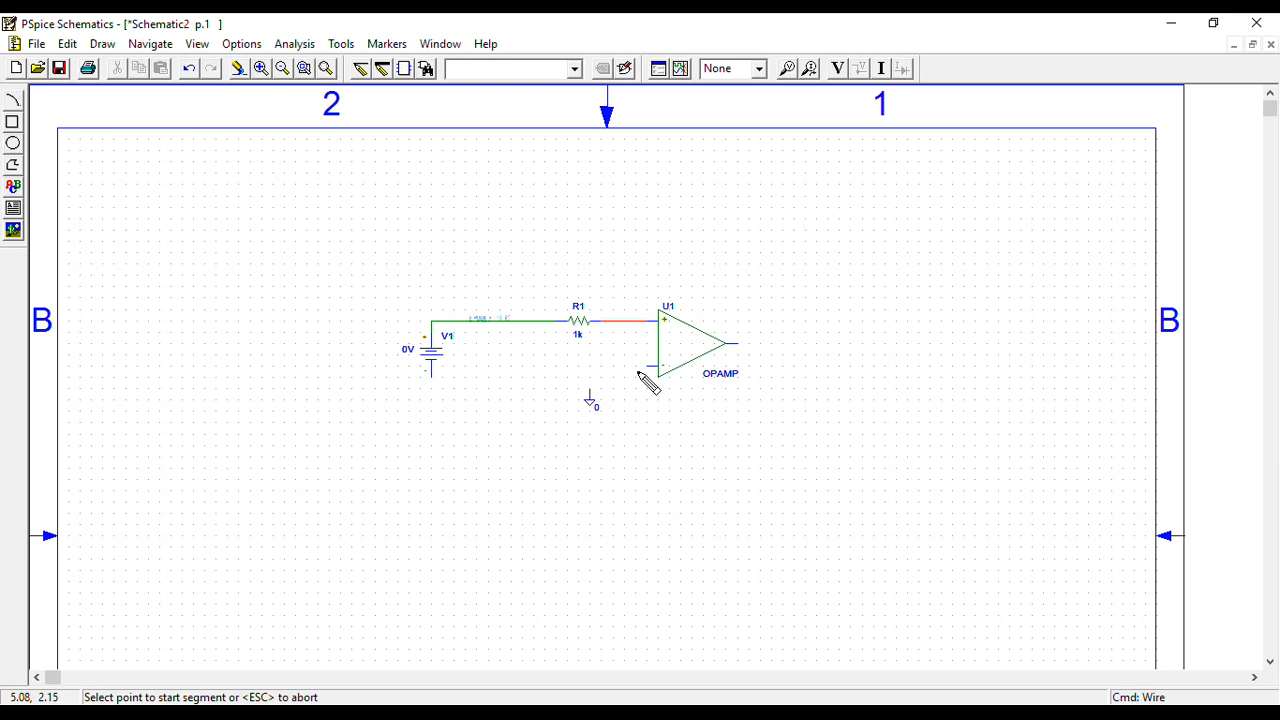 PSpice Schematics - [*Schematic2 p.1 ]
File Edit Draw Navigate View Options Analysis Tools Markers Window Help
None
2 1
B B
R1 U1
1k
V1
0V
OPAMP
0
5.08, 2.15 Select point to start segment or <ESC> to abort Cmd: Wire